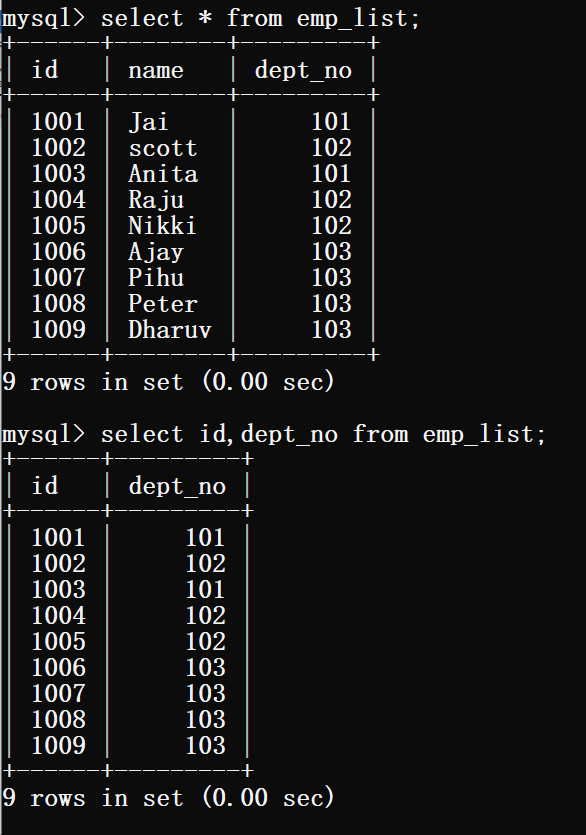 mysql> select * from emp_list;
+------+--------+---------+
| id   | name   | dept_no |
+------+--------+---------+
| 1001 | Jai    |     101 |
| 1002 | scott  |     102 |
| 1003 | Anita  |     101 |
| 1004 | Raju   |     102 |
| 1005 | Nikki  |     102 |
| 1006 | Ajay   |     103 |
| 1007 | Pihu   |     103 |
| 1008 | Peter  |     103 |
| 1009 | Dharuv |     103 |
+------+--------+---------+
9 rows in set (0.00 sec)

mysql> select id,dept_no from emp_list;
+------+---------+
| id   | dept_no |
+------+---------+
| 1001 |     101 |
| 1002 |     102 |
| 1003 |     101 |
| 1004 |     102 |
| 1005 |     102 |
| 1006 |     103 |
| 1007 |     103 |
| 1008 |     103 |
| 1009 |     103 |
+------+---------+
9 rows in set (0.00 sec)